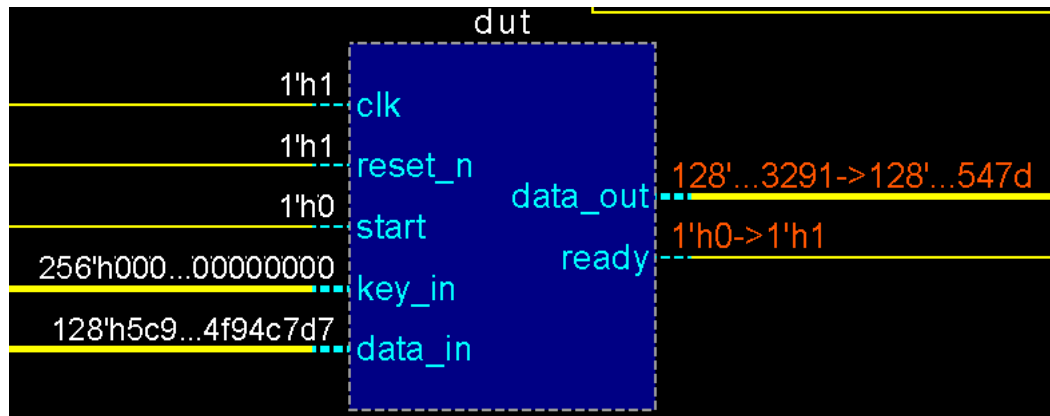 dut
1'h1
clk
1'h1
reset_n
1'h0
start
256'h000...00000000
key_in
128'h5c9...4f94c7d7
data_in
data_out
128'...3291->128'...547d
ready
1'h0->1'h1